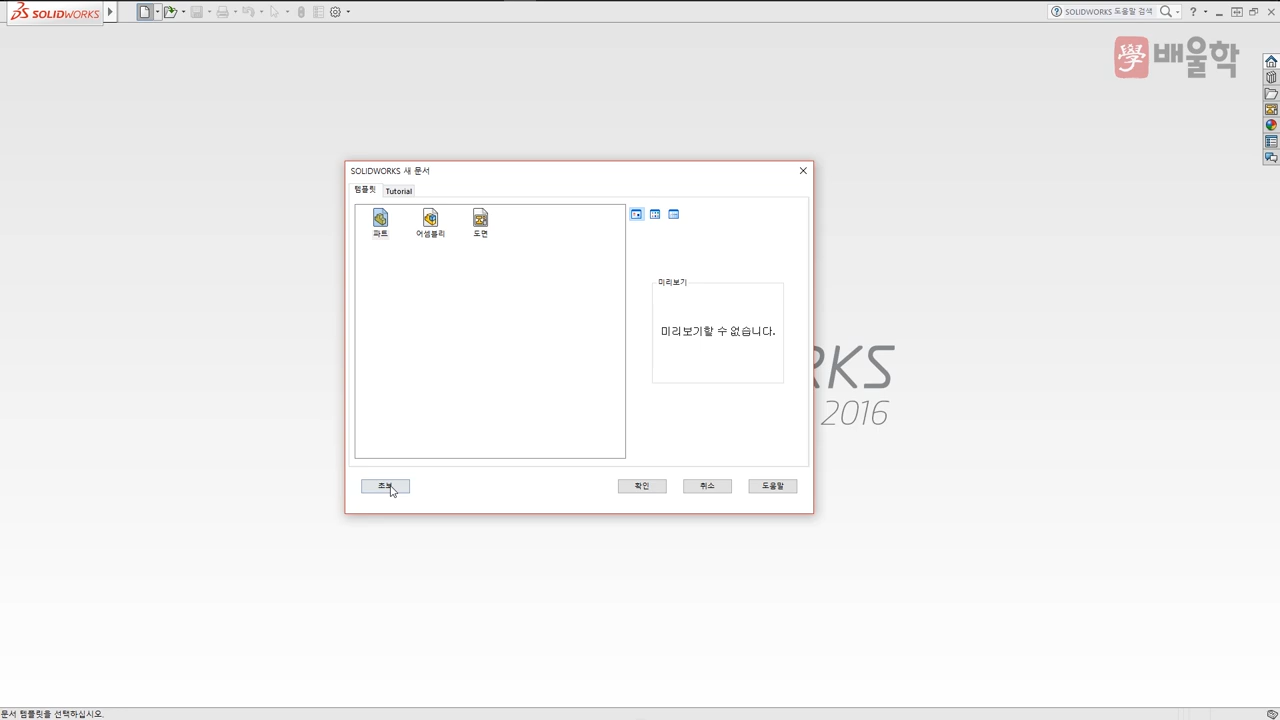 SOLIDWORKS
SOLIDWORKS 도움말 검색
學 배울학
SOLIDWORKS 새 문서
템플릿
Tutorial
파트
어셈블리
도면
미리보기
미리보기할 수 없습니다.
RKS
2016
확인
취소
도움말
문서 템플릿을 선택하십시오.